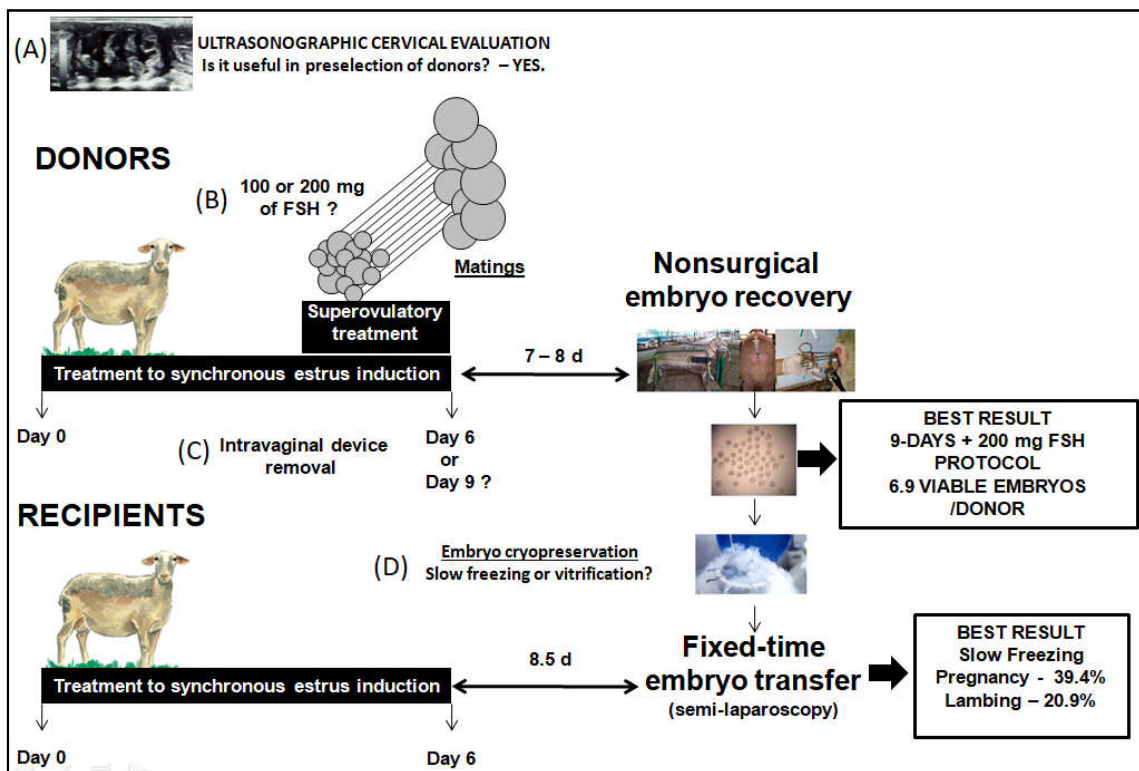 (A)
ULTRASONOGRAPHIC CERVICAL EVALUATION
Is it useful in preselection of donors? – YES.
DONORS
(B)
100 or 200 mg
of FSH ?
Matings
Superovulatory
treatment
Treatment to synchronous estrus induction
7 – 8 d
Nonsurgical
embryo recovery
Day 0
(C)
Intravaginal device
removal
Day 6
or
Day 9 ?
BEST RESULT
9-DAYS + 200 mg FSH
PROTOCOL
6.9 VIABLE EMBRYOS
/DONOR
RECIPIENTS
(D)
Embryo cryopreservation
Slow freezing or vitrification?
Treatment to synchronous estrus induction
8.5 d
Fixed-time
embryo transfer
(semi-laparoscopy)
BEST RESULT
Slow Freezing
Pregnancy - 39.4%
Lambing – 20.9%
Day 0
Day 6